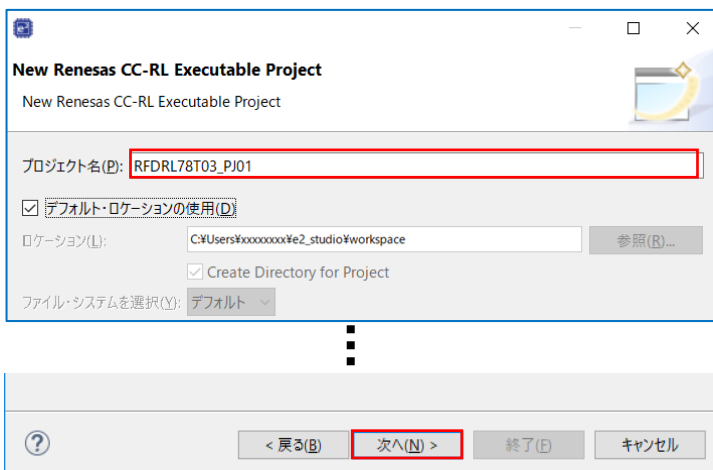 New Renesas CC-RL Executable Project
New Renesas CC-RL Executable Project
プロジェクト名(P): RFDRL78T03_PJ01
デフォルト・ロケーションの使用(D)
ロケーション(L): C:¥Users¥xxxxxxxx¥e2_studio¥workspace 参照(R)...
Create Directory for Project
ファイル・システムを選択(Y): デフォルト
< 戻る(B) 次へ(N) > 終了(F) キャンセル